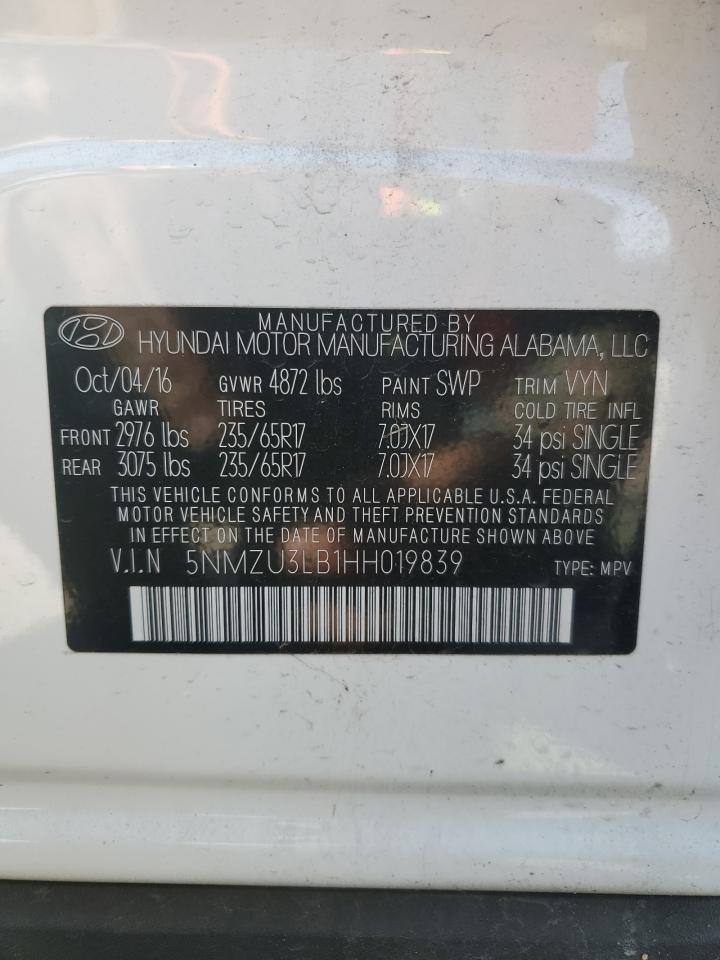 MANUFACTURED BY
HYUNDAI MOTOR MANUFACTURING ALABAMA, LLC
Oct/04/16 GVWR 4872 lbs PAINT SWP TRIM VYN
GAWR TIRES RIMS COLD TIRE INFL
FRONT 2976 lbs 235/65R17 7.0JX17 34 psi SINGLE
REAR 3075 lbs 235/65R17 7.0JX17 34 psi SINGLE
THIS VEHICLE CONFORMS TO ALL APPLICABLE U.S.A. FEDERAL
MOTOR VEHICLE SAFETY AND THEFT PREVENTION STANDARDS
IN EFFECT ON THE DATE OF MANUFACTURE SHOWN ABOVE
V.I.N 5NMZU3LB1HH019839 TYPE: MPV